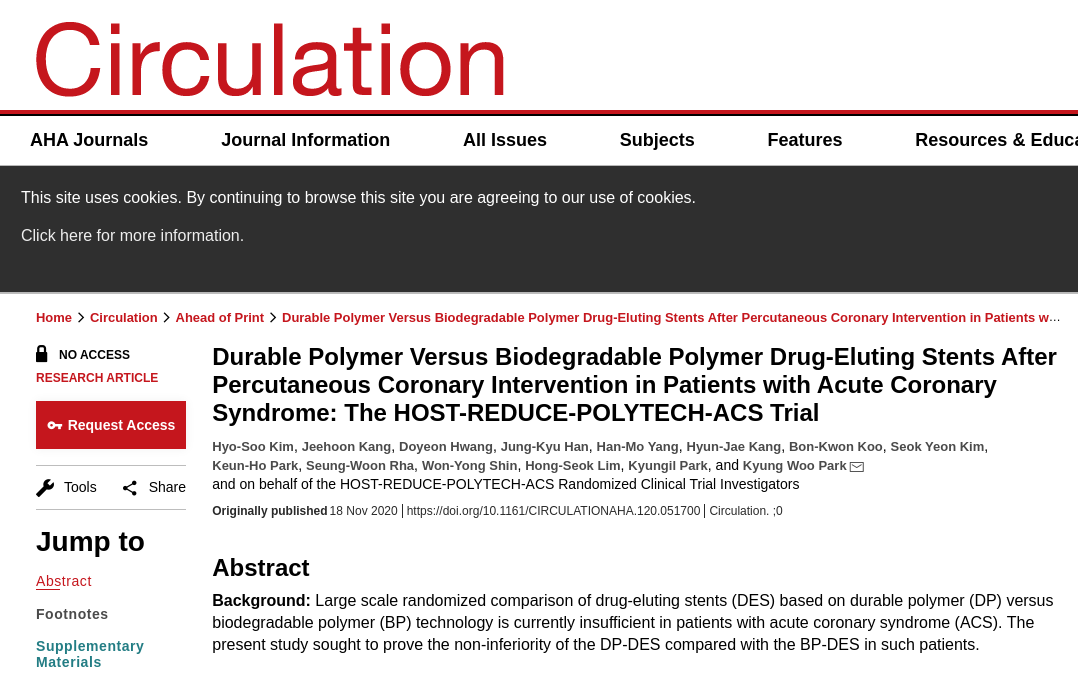 Circulation
AHA Journals Journal Information All Issues Subjects Features Resources & Educa
This site uses cookies. By continuing to browse this site you are agreeing to our use of cookies.
Click here for more information.
Home > Circulation > Ahead of Print > Durable Polymer Versus Biodegradable Polymer Drug-Eluting Stents After Percutaneous Coronary Intervention in Patients w...
NO ACCESS
RESEARCH ARTICLE
Request Access
Tools Share
Jump to
Abstract
Footnotes
Supplementary
Materials
Durable Polymer Versus Biodegradable Polymer Drug-Eluting Stents After
Percutaneous Coronary Intervention in Patients with Acute Coronary
Syndrome: The HOST-REDUCE-POLYTECH-ACS Trial
Hyo-Soo Kim, Jeehoon Kang, Doyeon Hwang, Jung-Kyu Han, Han-Mo Yang, Hyun-Jae Kang, Bon-Kwon Koo, Seok Yeon Kim,
Keun-Ho Park, Seung-Woon Rha, Won-Yong Shin, Hong-Seok Lim, Kyungil Park, and Kyung Woo Park
and on behalf of the HOST-REDUCE-POLYTECH-ACS Randomized Clinical Trial Investigators
Originally published 18 Nov 2020 | https://doi.org/10.1161/CIRCULATIONAHA.120.051700 | Circulation. ;0
Abstract
Background: Large scale randomized comparison of drug-eluting stents (DES) based on durable polymer (DP) versus
biodegradable polymer (BP) technology is currently insufficient in patients with acute coronary syndrome (ACS). The
present study sought to prove the non-inferiority of the DP-DES compared with the BP-DES in such patients.